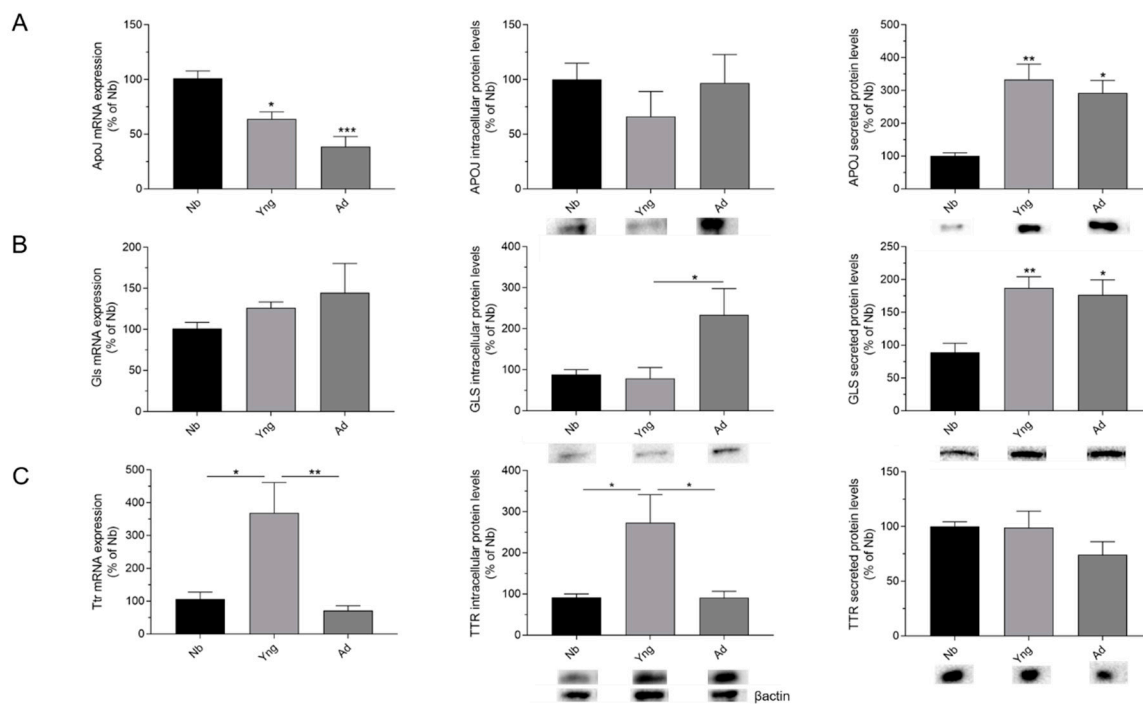 A
ApoJ mRNA expression
(% of Nb)
150
100
50
0
*
***
Nb
Yng
Ad
APOJ intracellular protein levels
(% of Nb)
150
100
50
0
Nb
Yng
Ad
APOJ secreted protein levels
(% of Nb)
500
400
300
200
100
0
**
*
Nb
Yng
Ad
B
Gls mRNA expression
(% of Nb)
200
150
100
50
0
Nb
Yng
Ad
GLS intracellular protein levels
(% of Nb)
400
300
200
100
0
*
Nb
Yng
Ad
GLS secreted protein levels
(% of Nb)
250
200
150
100
50
0
**
*
Nb
Yng
Ad
C
Ttr mRNA expression
(% of Nb)
500
400
300
200
100
0
*
**
Nb
Yng
Ad
TTR intracellular protein levels
(% of Nb)
400
300
200
100
0
*
*
Nb
Yng
Ad
βactin
TTR secreted protein levels
(% of Nb)
150
100
50
0
Nb
Yng
Ad